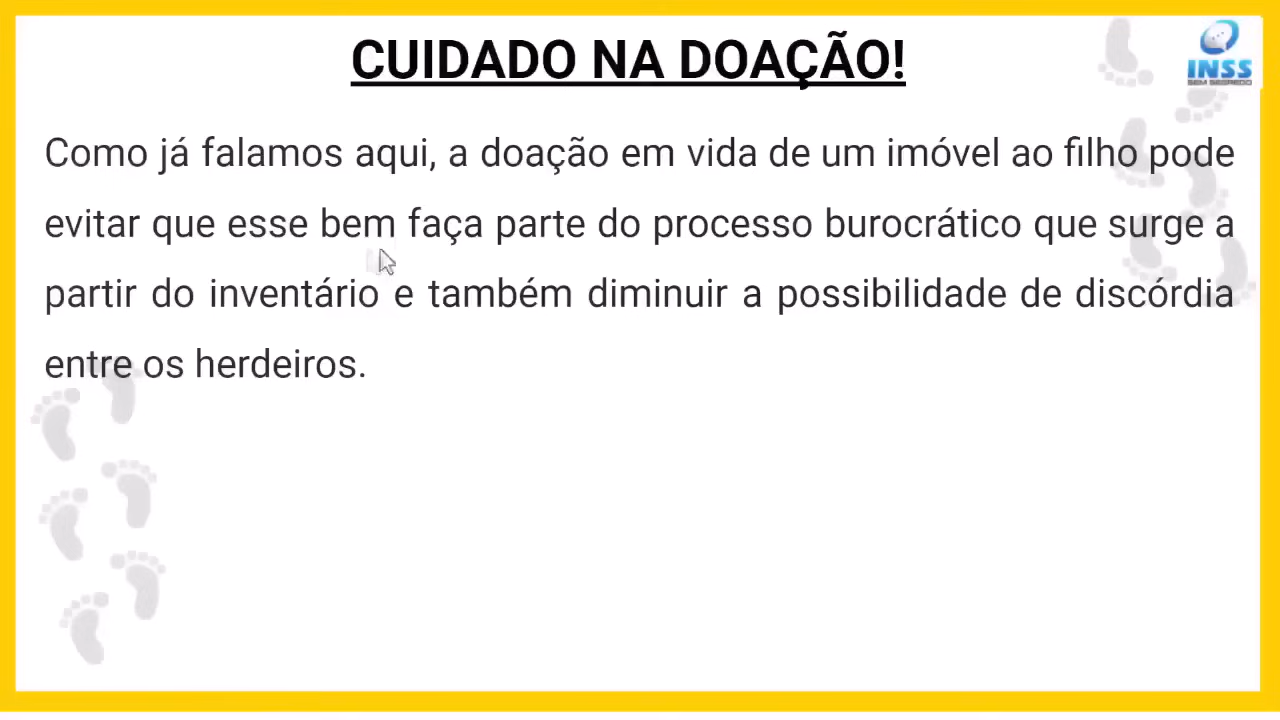 CUIDADO NA DOAÇÃO!
INSS
SEM SEGREDO
Como já falamos aqui, a doação em vida de um imóvel ao filho pode
evitar que esse bem faça parte do processo burocrático que surge a
partir do inventário e também diminuir a possibilidade de discórdia
entre os herdeiros.